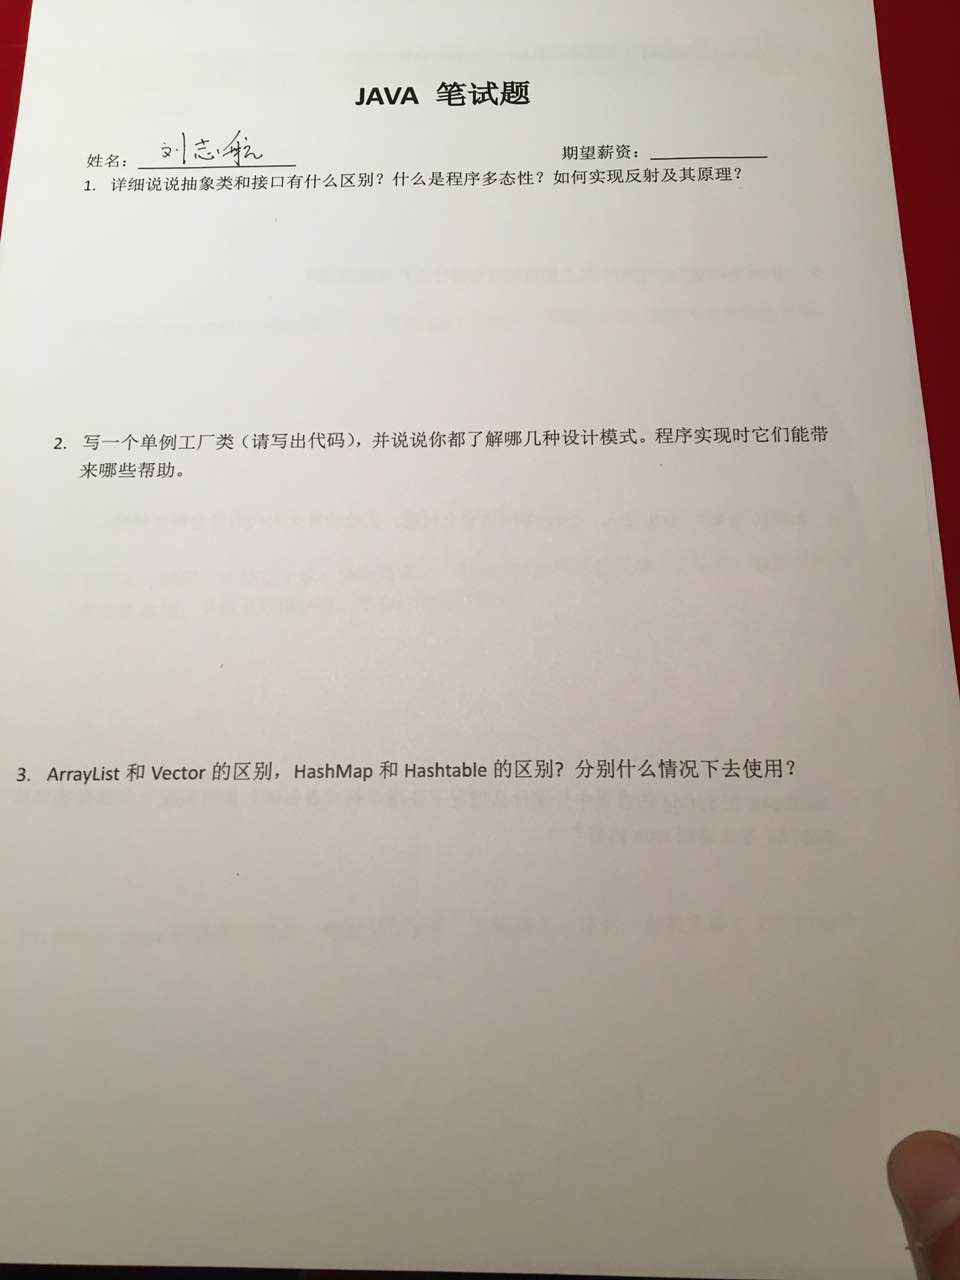 JAVA 笔试题
姓名：刘志航 期望薪资：
1. 详细说说抽象类和接口有什么区别？什么是程序多态性？如何实现反射及其原理？
2. 写一个单例工厂类（请写出代码），并说说你都了解哪几种设计模式。程序实现时它们能带
来哪些帮助。
3. ArrayList 和 Vector 的区别，HashMap 和 Hashtable 的区别？分别什么情况下去使用？